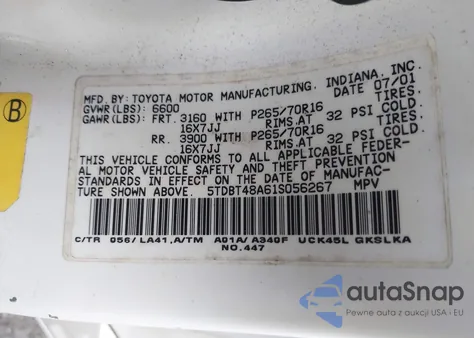 MFD. BY: TOYOTA MOTOR MANUFACTURING, INDIANA, INC.
GVWR(LBS): 6600 DATE 07/01
GAWR(LBS): FRT. 3160 WITH P265/70R16 TIRES,
16X7JJ RIMS,AT 32 PSI COLD.
RR. 3900 WITH P265/70R16 TIRES,
16X7JJ RIMS,AT 32 PSI COLD.
THIS VEHICLE CONFORMS TO ALL APPLICABLE FEDER-
AL MOTOR VEHICLE SAFETY AND THEFT PREVENTION
STANDARDS IN EFFECT ON THE DATE OF MANUFAC-
TURE SHOWN ABOVE. 5TDBT48A61S056267 MPV
C/TR 056/LA41,A/TM A01A/A340F UCK45L GKSLKA
NO.447
B
autoSnap
Pewne auta z aukcji USA i EU